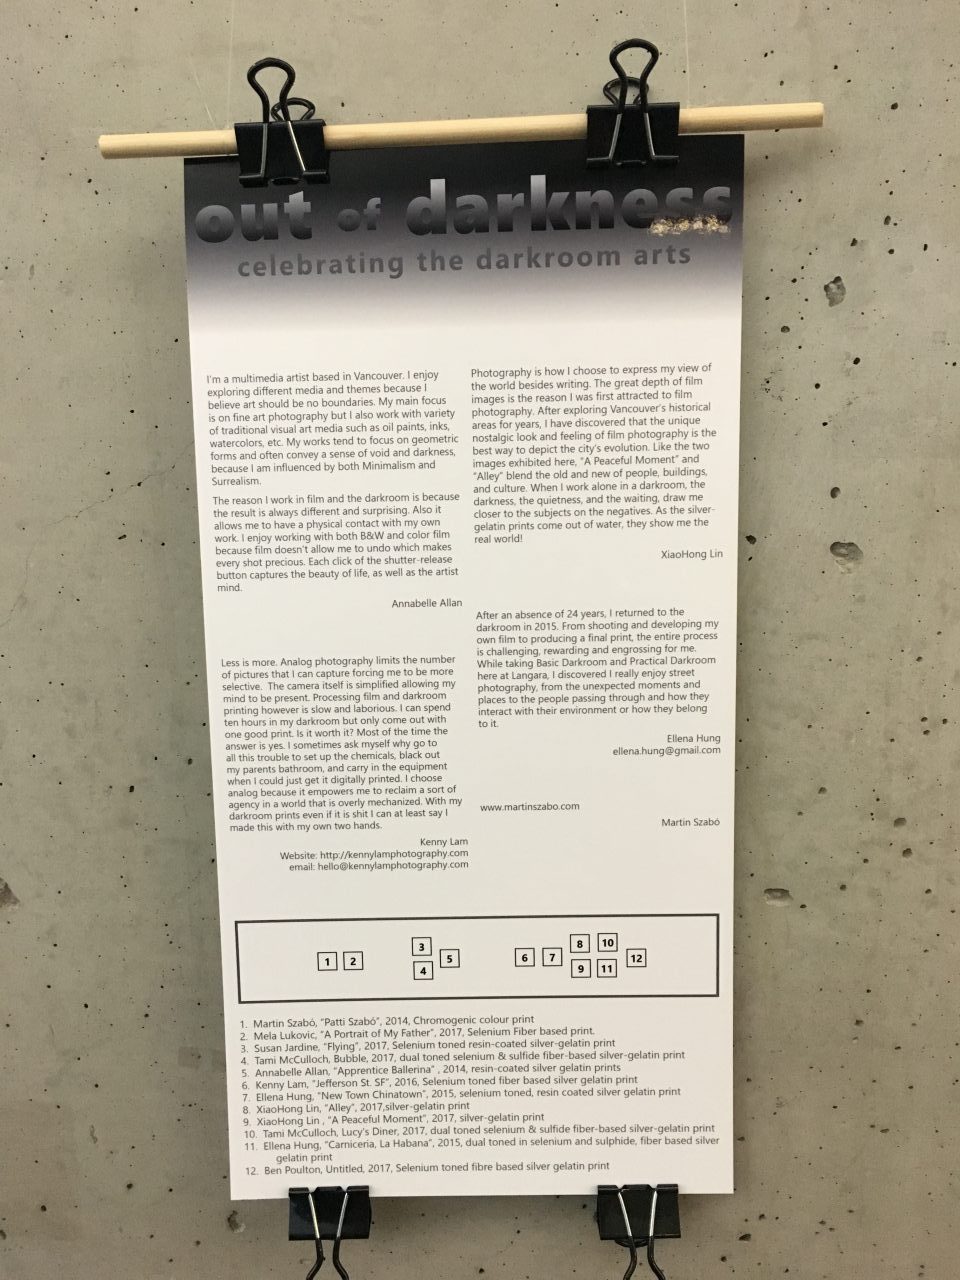 out of darkness
celebrating the darkroom arts
I'm a multimedia artist based in Vancouver. I enjoy
exploring different media and themes because I
believe art should be no boundaries. My main focus
is on fine art photography but I also work with variety
of traditional visual art media such as oil paints, inks,
watercolors, etc. My works tend to focus on geometric
forms and often convey a sense of void and darkness,
because I am influenced by both Minimalism and
Surrealism.
The reason I work in film and the darkroom is because
the result is always different and surprising. Also it
allows me to have a physical contact with my own
work. I enjoy working with both B&W and color film
because film doesn't allow me to undo which makes
every shot precious. Each click of the shutter-release
button captures the beauty of life, as well as the artist
mind.
Annabelle Allan
Less is more. Analog photography limits the number
of pictures that I can capture forcing me to be more
selective. The camera itself is simplified allowing my
mind to be present. Processing film and darkroom
printing however is slow and laborious. I can spend
ten hours in my darkroom but only come out with
one good print. Is it worth it? Most of the time the
answer is yes. I sometimes ask myself why go to
all this trouble to set up the chemicals, black out
my parents bathroom, and carry in the equipment
when I could just get it digitally printed. I choose
analog because it empowers me to reclaim a sort of
agency in a world that is overly mechanized. With my
darkroom prints even if it is shit I can at least say I
made this with my own two hands.
Kenny Lam
Website: http://kennylamphotography.com
email: hello@kennylamphotography.com
Photography is how I choose to express my view of
the world besides writing. The great depth of film
images is the reason I was first attracted to film
photography. After exploring Vancouver's historical
areas for years, I have discovered that the unique
nostalgic look and feeling of film photography is the
best way to depict the city's evolution. Like the two
images exhibited here, "A Peaceful Moment" and
"Alley" blend the old and new of people, buildings,
and culture. When I work alone in a darkroom, the
darkness, the quietness, and the waiting, draw me
closer to the subjects on the negatives. As the silver-
gelatin prints come out of water, they show me the
real world!
XiaoHong Lin
After an absence of 24 years, I returned to the
darkroom in 2015. From shooting and developing my
own film to producing a final print, the entire process
is challenging, rewarding and engrossing for me.
While taking Basic Darkroom and Practical Darkroom
here at Langara, I discovered I really enjoy street
photography, from the unexpected moments and
places to the people passing through and how they
interact with their environment or how they belong
to it.
Ellena Hung
ellena.hung@gmail.com
www.martinszabo.com
Martin Szabó
1 2 3 4 5 6 7 8 9 10 11 12
1. Martin Szabó, "Patti Szabó", 2014, Chromogenic colour print
2. Mela Lukovic, "A Portrait of My Father", 2017, Selenium Fiber based print.
3. Susan Jardine, "Flying", 2017, Selenium toned resin-coated silver-gelatin print
4. Tami McCulloch, Bubble, 2017, dual toned selenium & sulfide fiber-based silver-gelatin print
5. Annabelle Allan, "Apprentice Ballerina" , 2014, resin-coated silver gelatin prints
6. Kenny Lam, "Jefferson St. SF", 2016, Selenium toned fiber based silver gelatin print
7. Ellena Hung, "New Town Chinatown", 2015, selenium toned, resin coated silver gelatin print
8. XiaoHong Lin, "Alley", 2017,silver-gelatin print
9. XiaoHong Lin , "A Peaceful Moment", 2017, silver-gelatin print
10. Tami McCulloch, Lucy's Diner, 2017, dual toned selenium & sulfide fiber-based silver-gelatin print
11. Ellena Hung, "Carniceria, La Habana", 2015, dual toned in selenium and sulphide, fiber based silver
gelatin print
12. Ben Poulton, Untitled, 2017, Selenium toned fibre based silver gelatin print